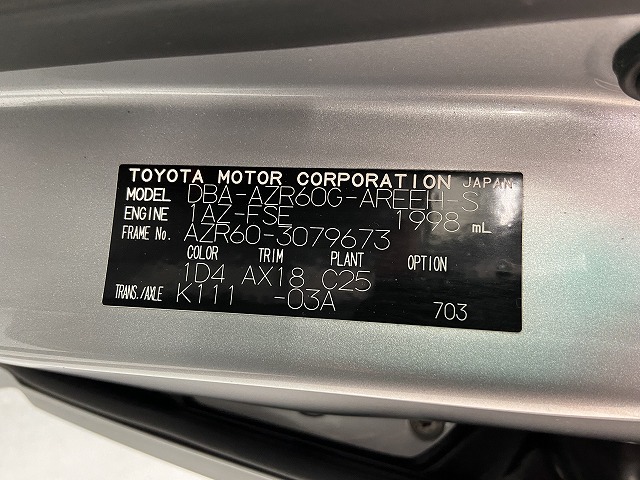 TOYOTA MOTOR CORPORATION JAPAN
MODEL DBA-AZR60G-AREEH-S
ENGINE 1AZ-FSE 1998 mL
FRAME No. AZR60-3079673
COLOR TRIM PLANT OPTION
1D4 AX18 C25
TRANS./AXLE K111 -03A 703